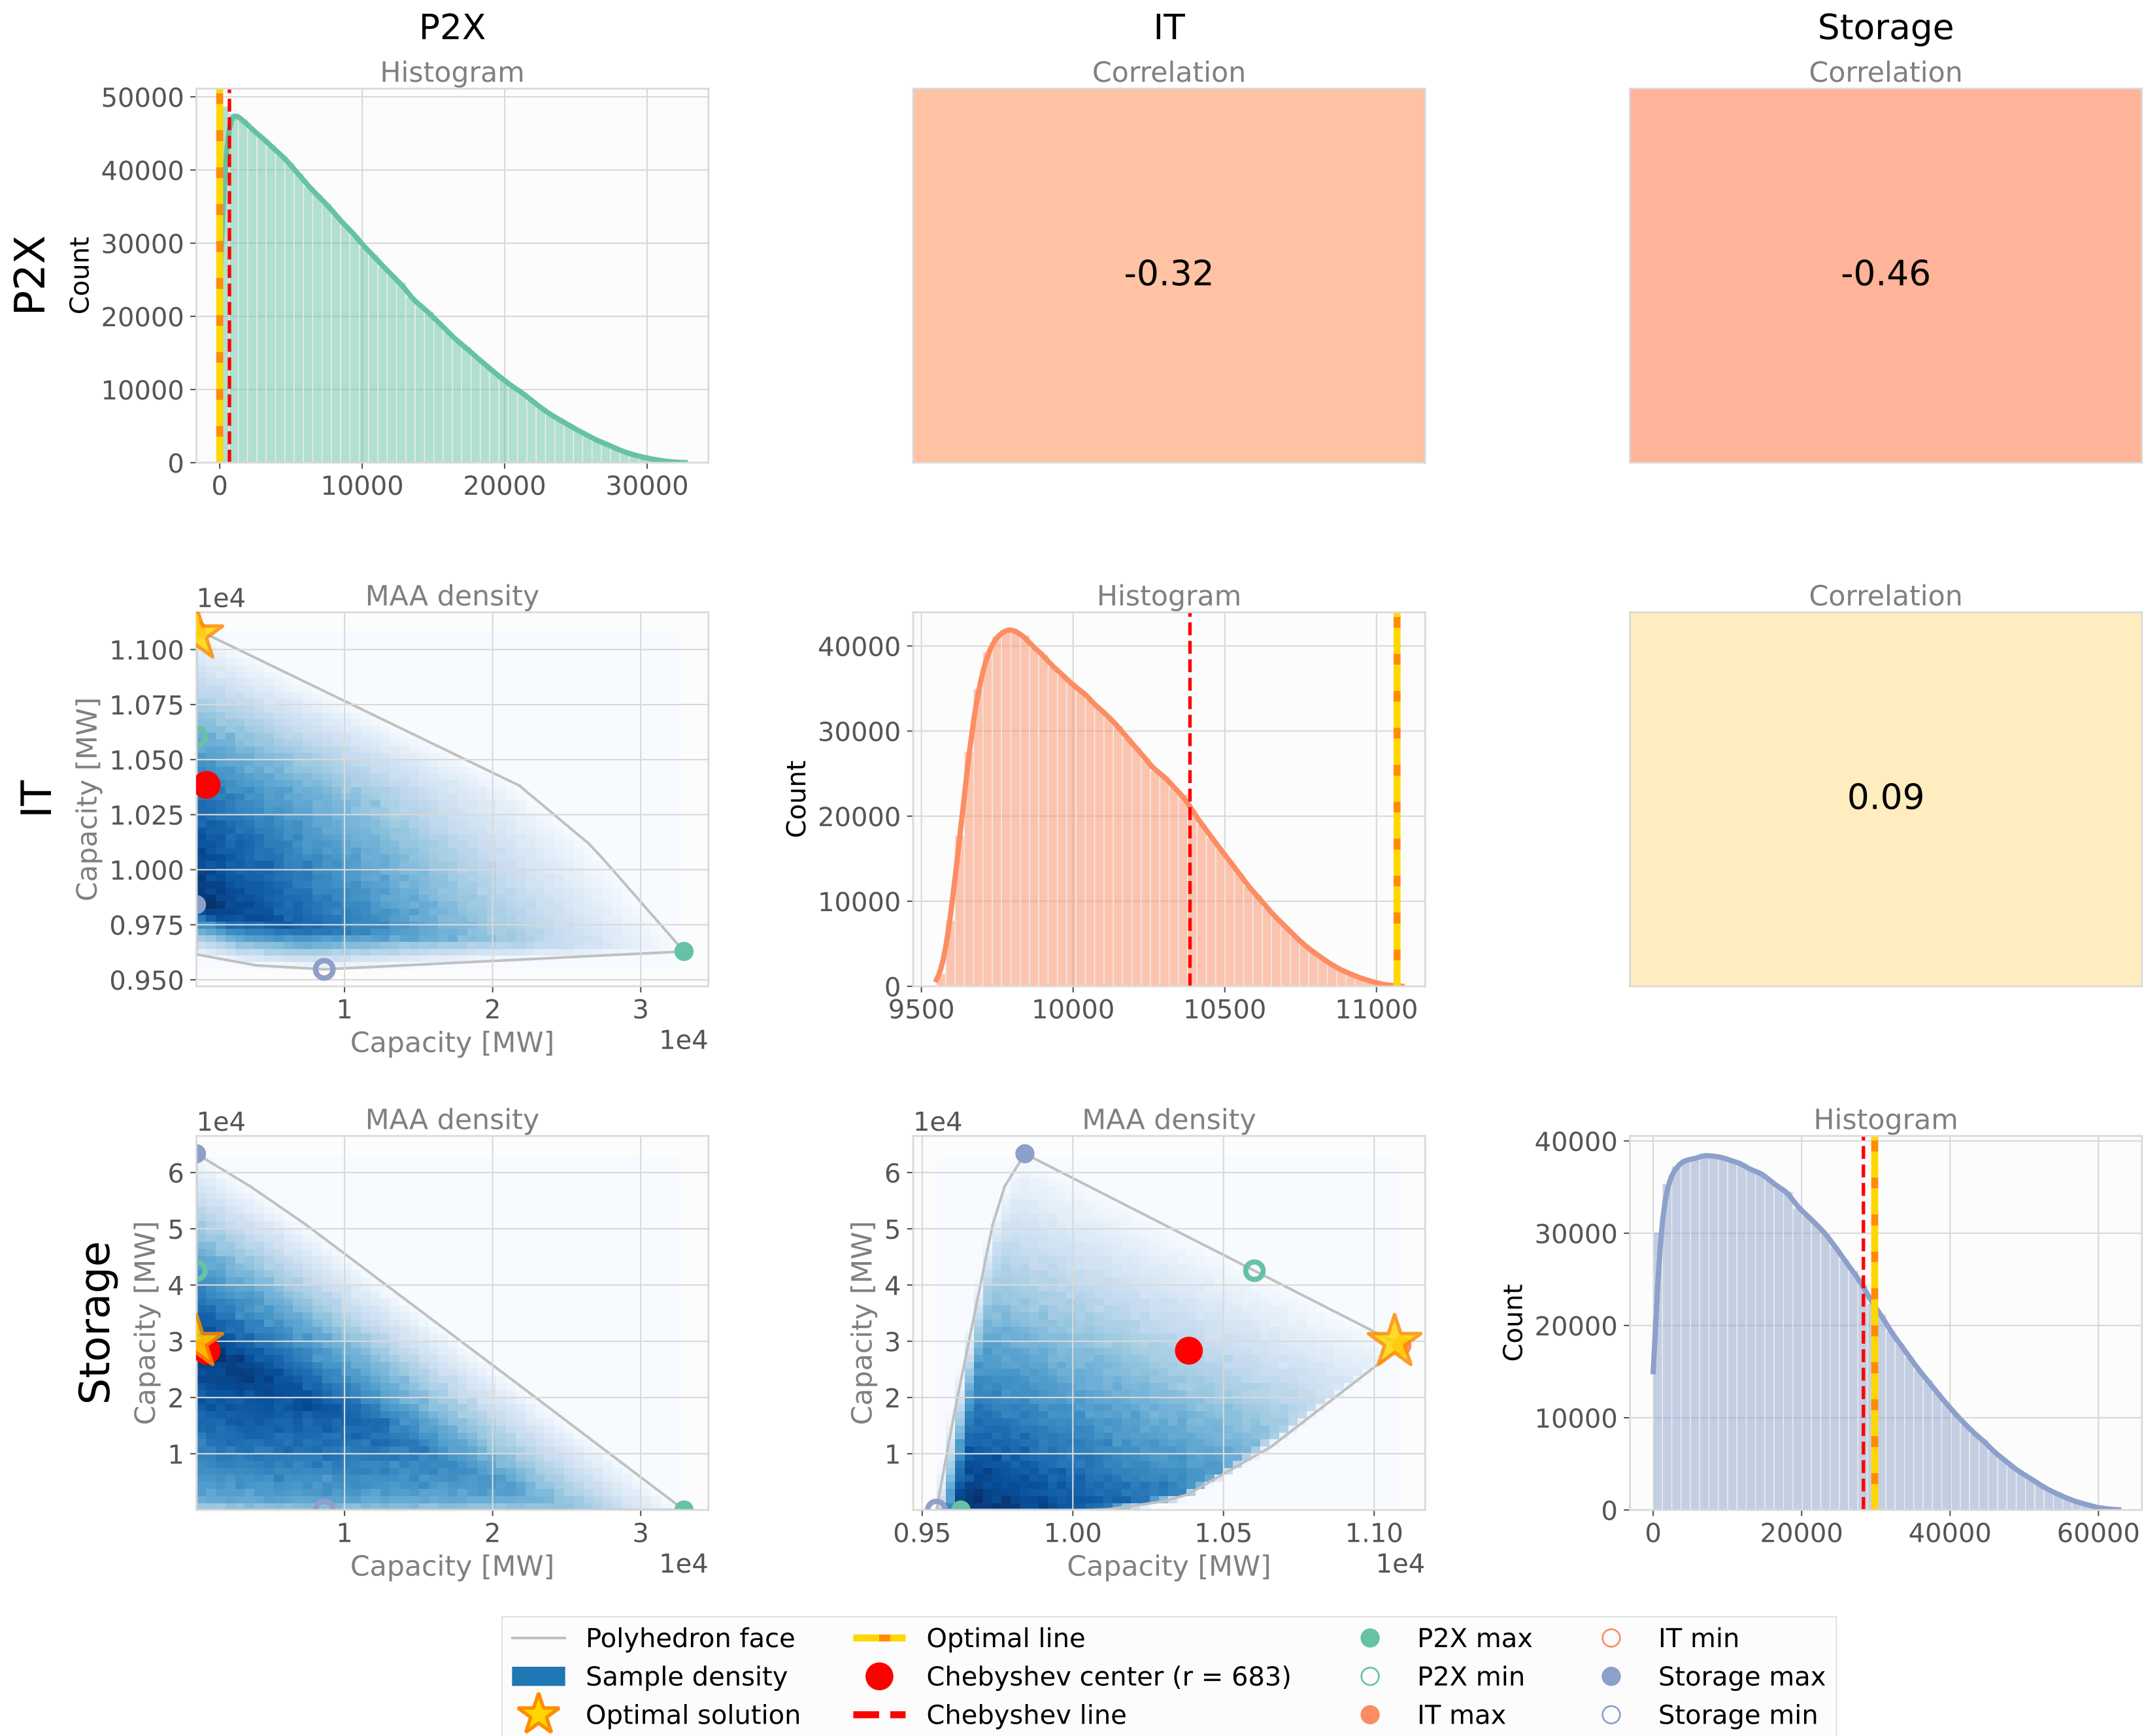 P2X
IT
Storage
Histogram
Correlation
Correlation
P2X
Count
50000
40000
30000
20000
10000
0
0 10000 20000 30000
-0.32
-0.46
MAA density
Histogram
Correlation
IT
1e4
Capacity [MW]
1.100
1.075
1.050
1.025
1.000
0.975
0.950
1 2 3
Capacity [MW]
1e4
Count
40000
30000
20000
10000
0
9500 10000 10500 11000
0.09
MAA density
MAA density
Histogram
Storage
1e4
Capacity [MW]
6
5
4
3
2
1
1 2 3
Capacity [MW]
1e4
1e4
Capacity [MW]
6
5
4
3
2
1
0.95 1.00 1.05 1.10
Capacity [MW]
1e4
Count
40000
30000
20000
10000
0
0 20000 40000 60000
Polyhedron face
Sample density
Optimal solution
Optimal line
Chebyshev center (r = 683)
Chebyshev line
P2X max
P2X min
IT max
IT min
Storage max
Storage min